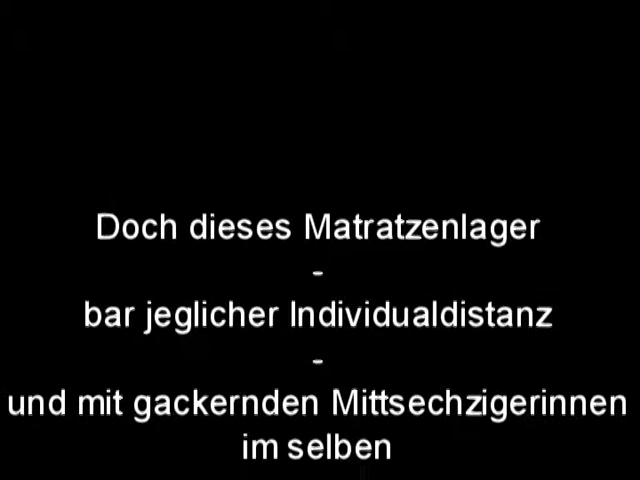 Doch dieses Matratzenlager
-
bar jeglicher Individualdistanz
-
und mit gackernden Mittsechzigerinnen
im selben